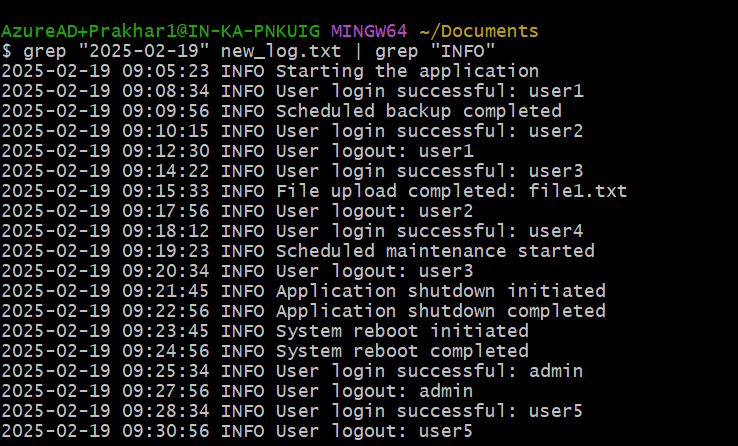 AzureAD+Prakhar1@IN-KA-PNKUIG MINGW64 ~/Documents
$ grep "2025-02-19" new_log.txt | grep "INFO"
2025-02-19 09:05:23 INFO Starting the application
2025-02-19 09:08:34 INFO User login successful: user1
2025-02-19 09:09:56 INFO Scheduled backup completed
2025-02-19 09:10:15 INFO User login successful: user2
2025-02-19 09:12:30 INFO User logout: user1
2025-02-19 09:14:22 INFO User login successful: user3
2025-02-19 09:15:33 INFO File upload completed: file1.txt
2025-02-19 09:17:56 INFO User logout: user2
2025-02-19 09:18:12 INFO User login successful: user4
2025-02-19 09:19:23 INFO Scheduled maintenance started
2025-02-19 09:20:34 INFO User logout: user3
2025-02-19 09:21:45 INFO Application shutdown initiated
2025-02-19 09:22:56 INFO Application shutdown completed
2025-02-19 09:23:45 INFO System reboot initiated
2025-02-19 09:24:56 INFO System reboot completed
2025-02-19 09:25:34 INFO User login successful: admin
2025-02-19 09:27:56 INFO User logout: admin
2025-02-19 09:28:34 INFO User login successful: user5
2025-02-19 09:30:56 INFO User logout: user5